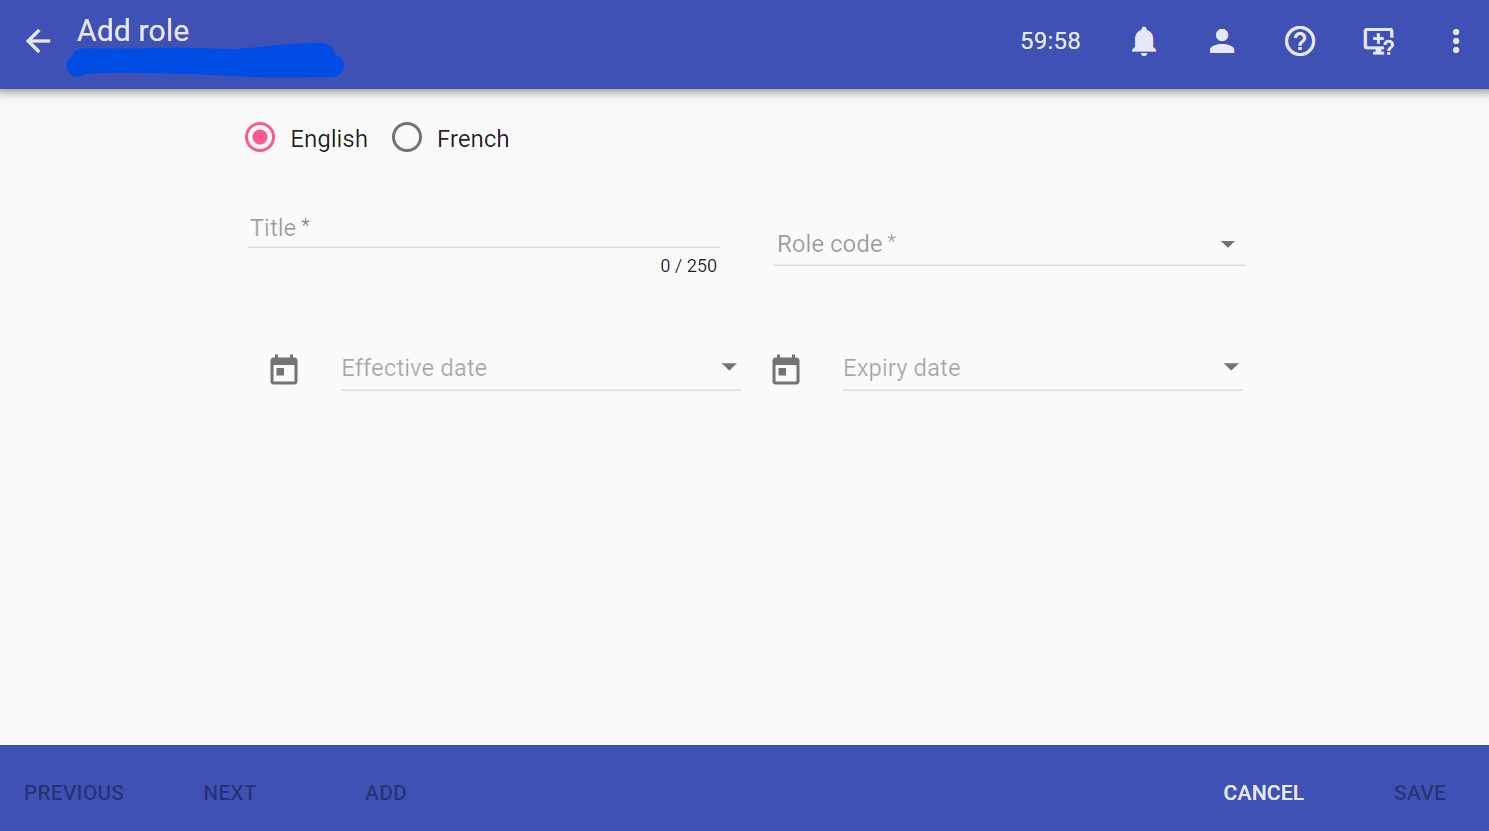 Add role
59:58
English French
Title *
0 / 250
Role code *
Effective date
Expiry date
PREVIOUS NEXT ADD CANCEL SAVE